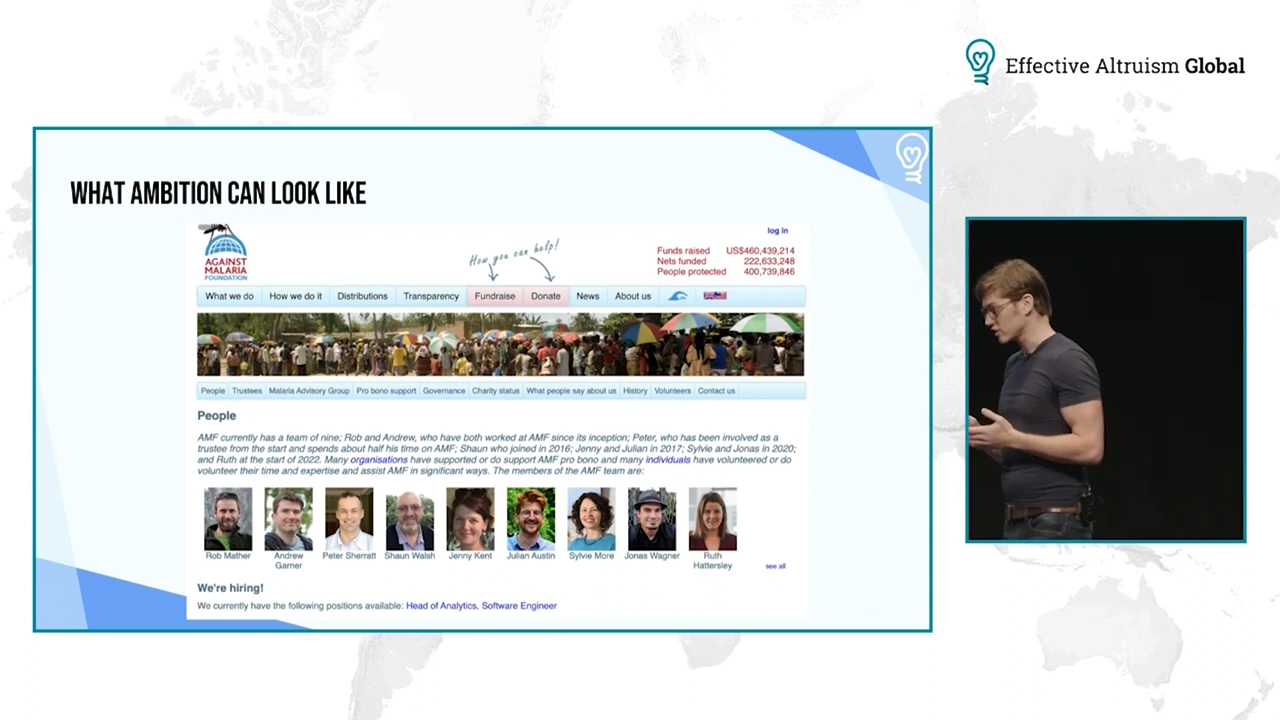 Effective Altruism Global
WHAT AMBITION CAN LOOK LIKE
AGAINST
MALARIA
FOUNDATION
How you can help!
log in
Funds raised US$460,439,214
Nets funded 222,633,248
People protected 400,739,846
What we do How we do it Distributions Transparency Fundraise Donate News About us
People Trustees Malaria Advisory Group Pro bono support Governance Charity status What people say about us History Volunteers Contact us
People
AMF currently has a team of nine; Rob and Andrew, who have both worked at AMF since its inception; Peter, who has been involved as a
trustee from the start and spends about half his time on AMF; Shaun who joined in 2016; Jenny and Julian in 2017; Sylvie and Jonas in 2020;
and Ruth at the start of 2022. Many organisations have supported or do support AMF pro bono and many individuals have volunteered or do
volunteer their time and expertise and assist AMF in significant ways. The members of the AMF team are:
Rob Mather Andrew Garner Peter Sherratt Shaun Walsh Jenny Kent Julian Austin Sylvie More Jonas Wagner Ruth Hattersley
see all
We're hiring!
We currently have the following positions available: Head of Analytics, Software Engineer